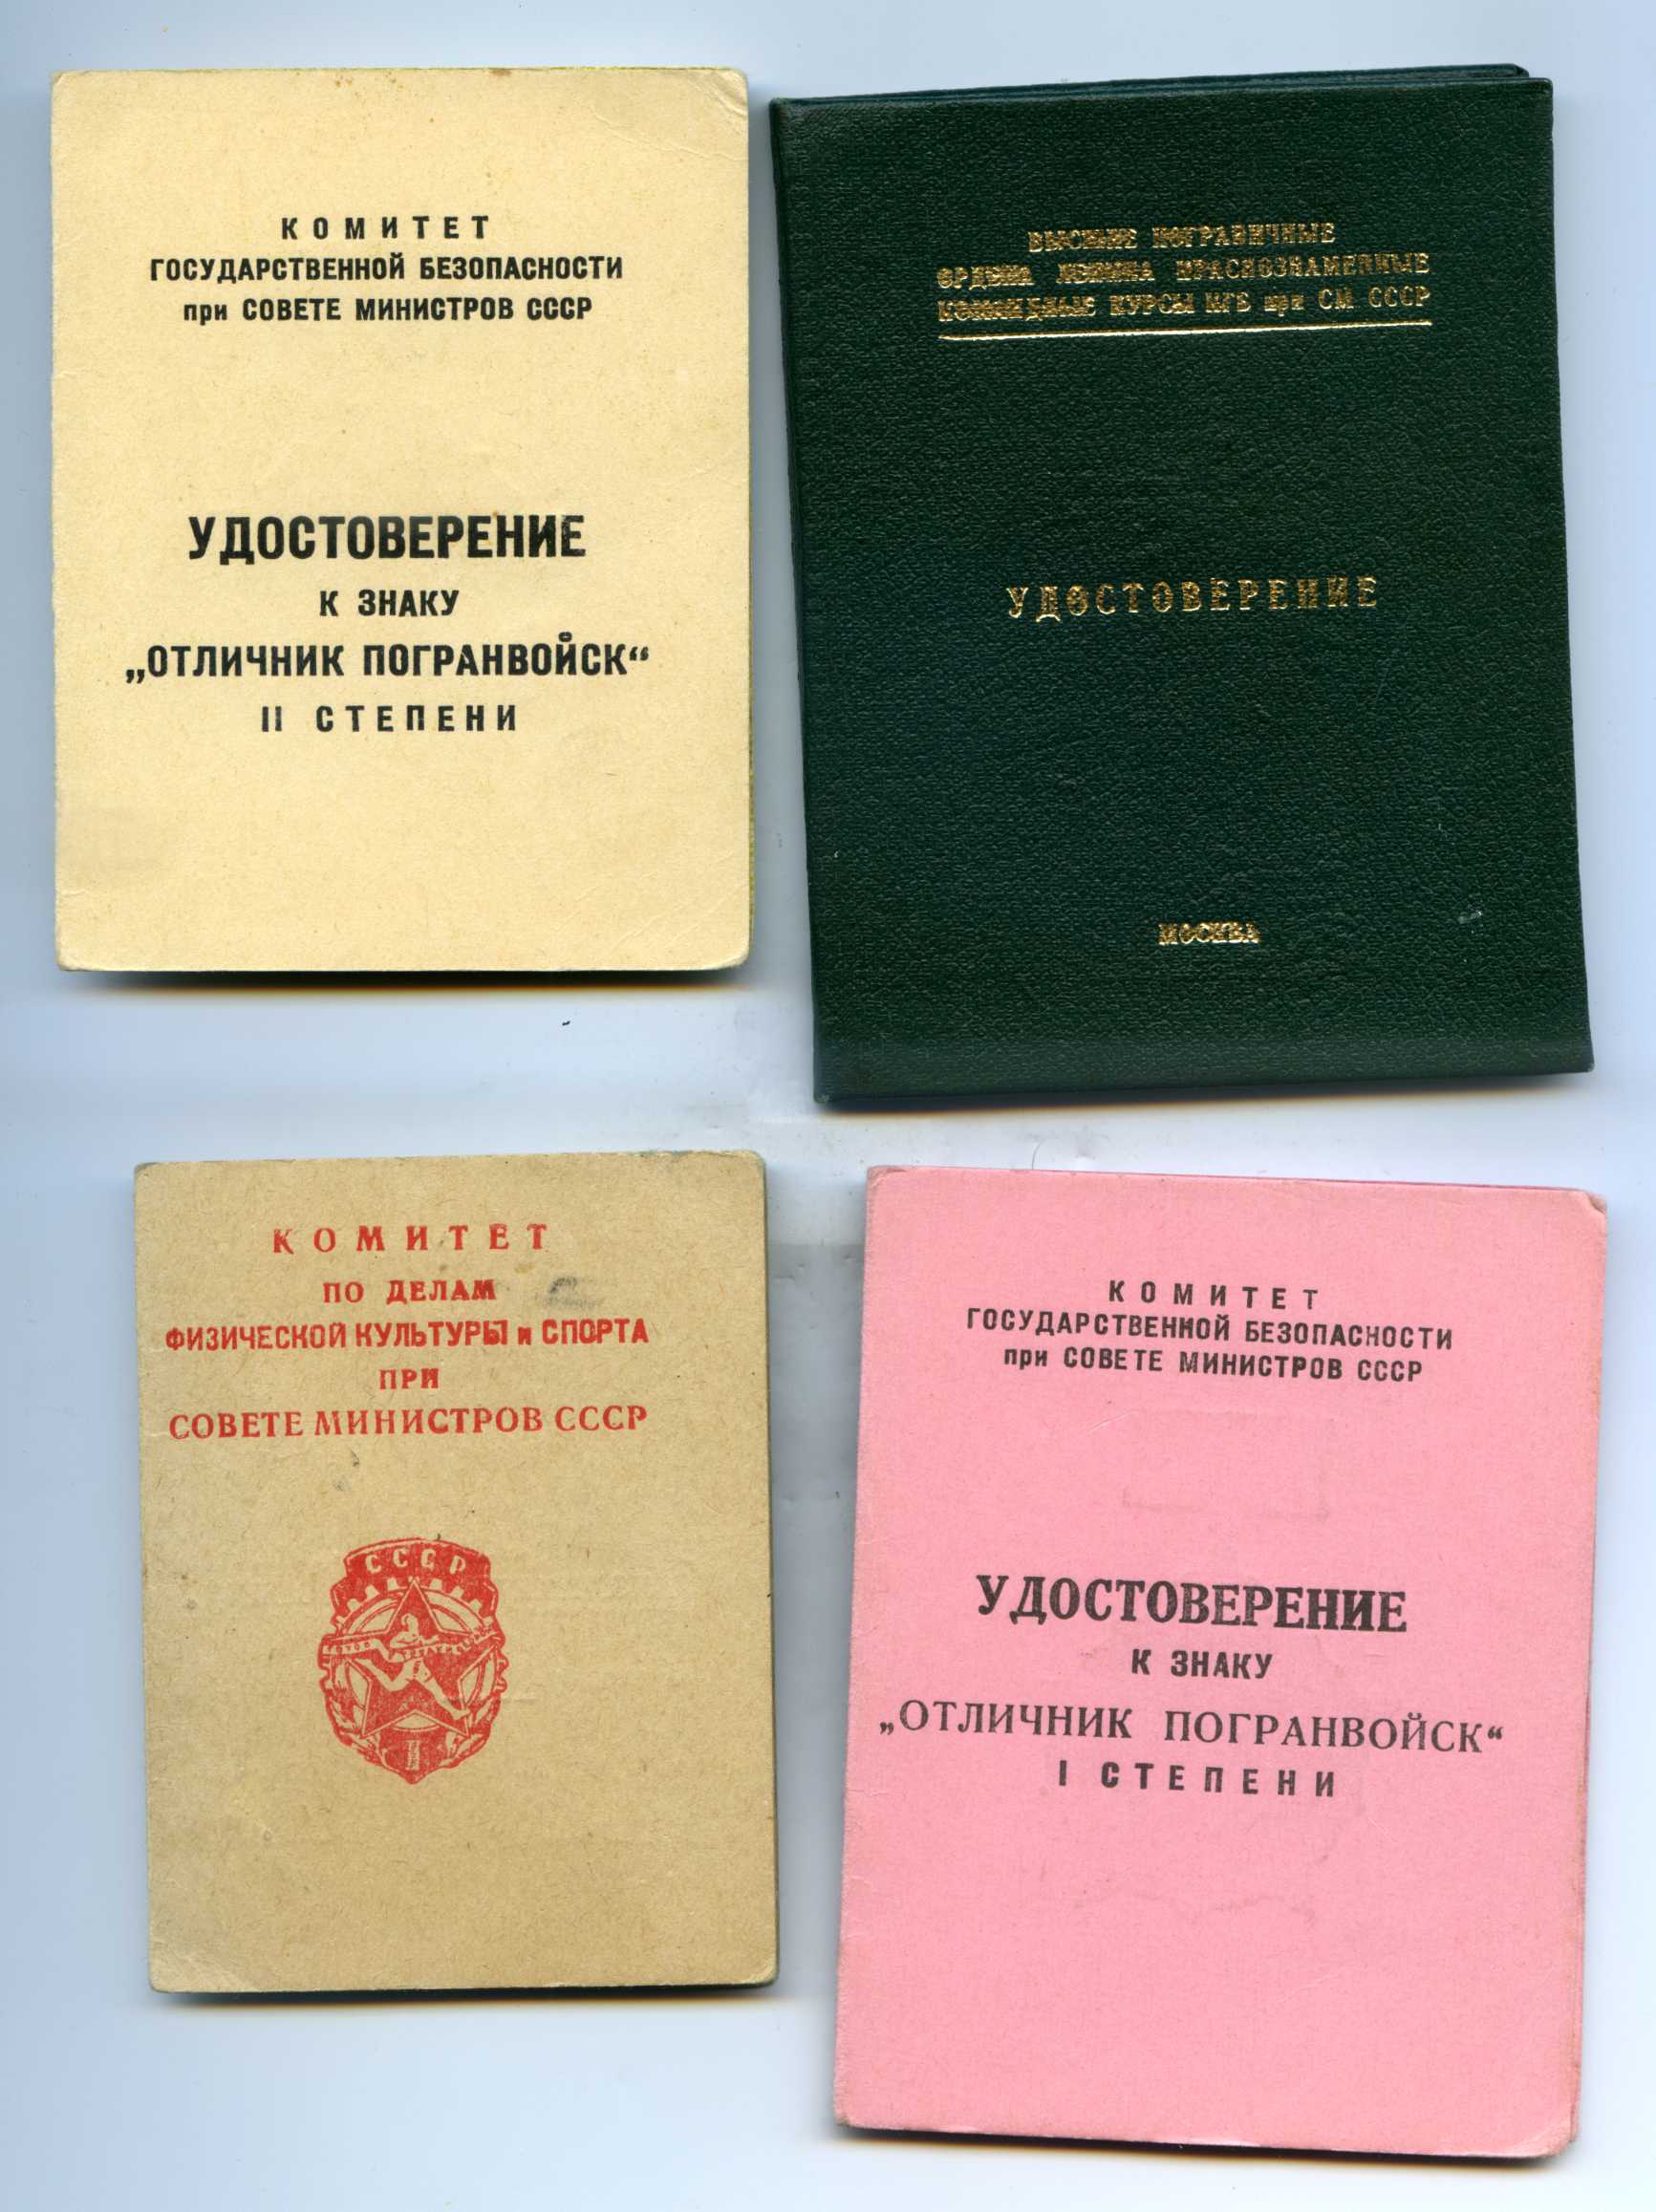 КОМИТЕТ
ГОСУДАРСТВЕННОЙ БЕЗОПАСНОСТИ
при СОВЕТЕ МИНИСТРОВ СССР
УДОСТОВЕРЕНИЕ
К ЗНАКУ
„ОТЛИЧНИК ПОГРАНВОЙСК“
II СТЕПЕНИ
ВЫСШИЕ ПОГРАНИЧНЫЕ
ОРДЕНА ЛЕНИНА КРАСНОЗНАМЕННЫЕ
КОМАНДНЫЕ КУРСЫ КГБ при СМ СССР
УДОСТОВЕРЕНИЕ
МОСКВА
КОМИТЕТ
ПО ДЕЛАМ
ФИЗИЧЕСКОЙ КУЛЬТУРЫ и СПОРТА
ПРИ
СОВЕТЕ МИНИСТРОВ СССР
СССР
КОМИТЕТ
ГОСУДАРСТВЕННОЙ БЕЗОПАСНОСТИ
при СОВЕТЕ МИНИСТРОВ СССР
УДОСТОВЕРЕНИЕ
К ЗНАКУ
„ОТЛИЧНИК ПОГРАНВОЙСК“
I СТЕПЕНИ